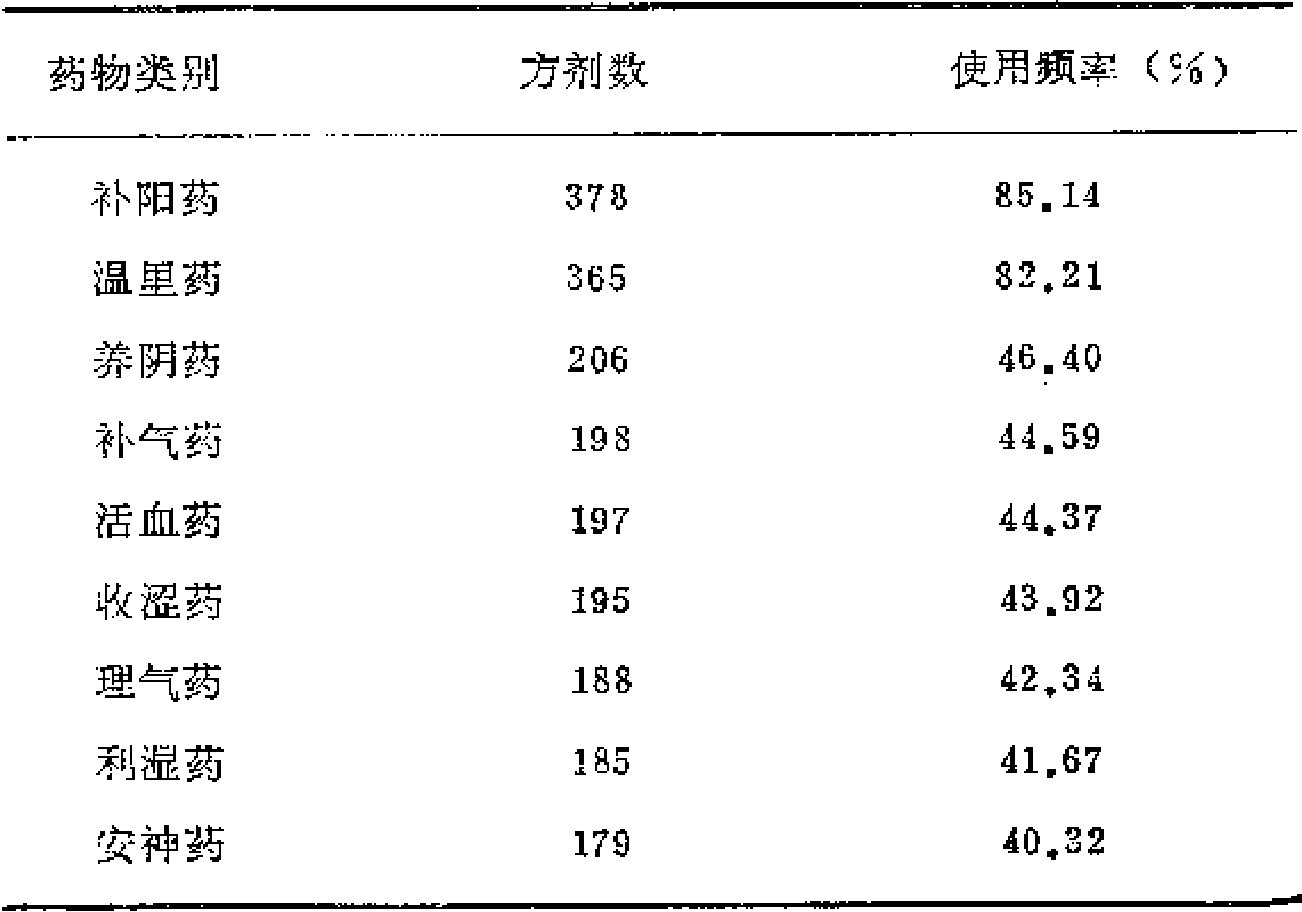 药物类别 方剂数 使用频率（%）
补阳药 378 85.14
温里药 365 82.21
养阴药 206 46.40
补气药 198 44.59
活血药 197 44.37
收涩药 195 43.92
理气药 188 42.34
利湿药 185 41.67
安神药 179 40.32